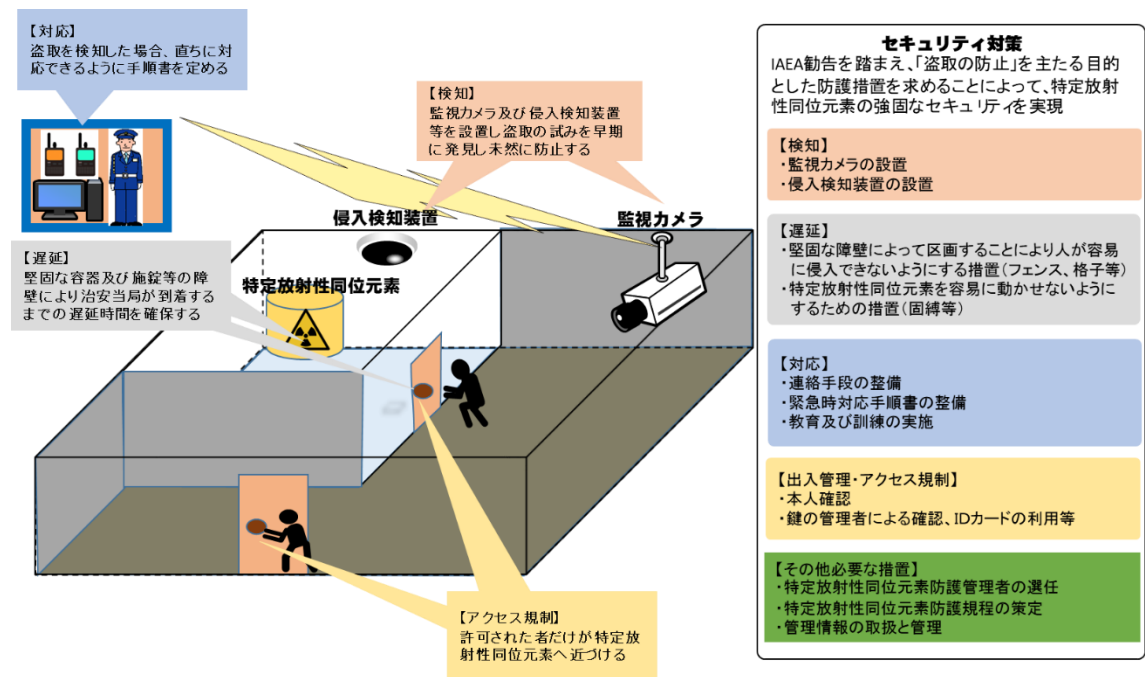 【対応】
盗取を検知した場合、直ちに対
応できるように手順書を定める
【検知】
監視カメラ及び侵入検知装置
等を設置し盗取の試みを早期
に発見し未然に防止する
侵入検知装置
監視カメラ
【遅延】
堅固な容器及び施錠等の障
壁により治安当局が到着する
までの遅延時間を確保する
特定放射性同位元素
【アクセス規制】
許可された者だけが特定放
射性同位元素へ近づける
セキュリティ対策
IAEA勧告を踏まえ、「盗取の防止」を主たる目的
とした防護措置を求めることによって、特定放射
性同位元素の強固なセキュリティを実現
【検知】
・監視カメラの設置
・侵入検知装置の設置
【遅延】
・堅固な障壁によって区画することにより人が容易
に侵入できないようにする措置(フェンス、格子等)
・特定放射性同位元素を容易に動かせないように
するための措置(固縛等)
【対応】
・連絡手段の整備
・緊急時対応手順書の整備
・教育及び訓練の実施
【出入管理・アクセス規制】
・本人確認
・鍵の管理者による確認、IDカードの利用等
【その他必要な措置】
・特定放射性同位元素防護管理者の選任
・特定放射性同位元素防護規程の策定
・管理情報の取扱と管理